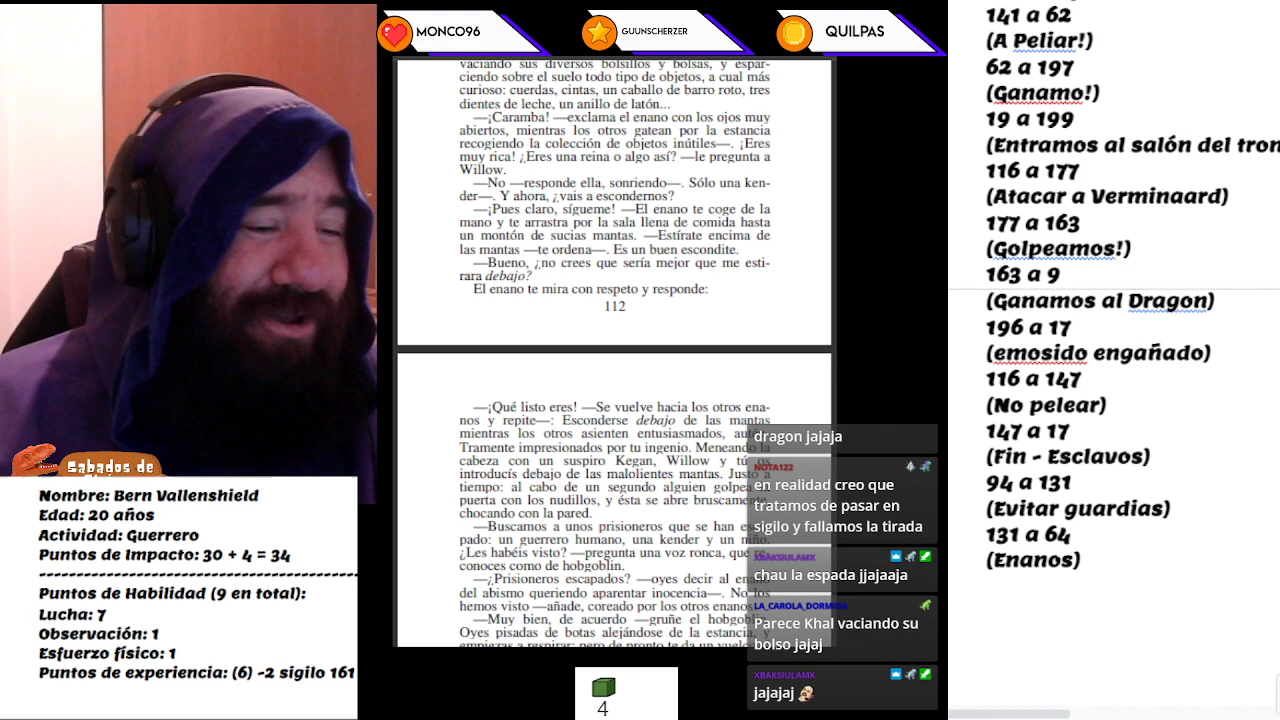 MONCO96
GUUNSCHERZER
QUILPAS
vaciando sus diversos bolsillos y bolsas, y espar-
ciendo sobre el suelo todo tipo de objetos, a cual más
curioso: cuerdas, cintas, un caballo de barro roto, tres
dientes de leche, un anillo de latón...
—¡Caramba! —exclama el enano con los ojos muy
abiertos, mientras los otros gatean por la estancia
recogiendo la colección de objetos inútiles—. ¡Eres
muy rica! ¿Eres una reina o algo así? —le pregunta a
Willow.
—No —responde ella, sonriendo—. Sólo una ken-
der—. Y ahora, ¿vais a escondernos?
—¡Pues claro, sígueme! —El enano te coge de la
mano y te arrastra por la sala llena de comida hasta
un montón de sucias mantas. —Estírate encima de
las mantas —te ordena—. Es un buen escondite.
—Bueno, ¿no crees que sería mejor que me esti-
rara debajo?
El enano te mira con respeto y responde:
112
—¡Qué listo eres! —Se vuelve hacia los otros ena-
nos y repite—: Esconderse debajo de las mantas
mientras los otros asienten entusiasmados,
Tramente impresionados por tu ingenio. Meneando la
cabeza con un suspiro Kegan, Willow y tú os
introducís debajo de las malolientes mantas. Justo a
tiempo: al cabo de un segundo alguien golpea
puerta con los nudillos, y ésta se abre bruscamente,
chocando con la pared.
—Buscamos a unos prisioneros que se han
pado: un guerrero humano, una kender y un niño.
¿Les habéis visto? —pregunta una voz ronca, que
conoces como de hobgoblin.
—¿Prisioneros escapados? —oyes decir al enano
del abismo queriendo aparentar inocencia—. No los
hemos visto —añade, coreado por los otros enanos
—Muy bien, de acuerdo —gruñe el hobgoblin
Oyes pisadas de botas alejándose de la estancia, y
empiezas a respirar; pero de pronto te da un
dragon jajaja
NOTA122
en realidad creo que
tratamos de pasar en
sigilo y fallamos la tirada
XBAKSIULAMX
chau la espada jjajaaja
LA_CAROLA_DORMIDA
Parece Khal vaciando su
bolso jajaj
XBAKSIULAMX
jajajaj
4
Sabados de
Nombre: Bern Vallenshield
Edad: 20 años
Actividad: Guerrero
Puntos de Impacto: 30 + 4 = 34
Puntos de Habilidad (9 en total):
Lucha: 7
Observación: 1
Esfuerzo físico: 1
Puntos de experiencia: (6) -2 sigilo 161
141 a 62
(A Peliar!)
62 a 197
(Ganamo!)
19 a 199
(Entramos al salón del tron
116 a 177
(Atacar a Verminaard)
177 a 163
(Golpeamos!)
163 a 9
(Ganamos al Dragon)
196 a 17
(emosido engañado)
116 a 147
(No pelear)
147 a 17
(Fin - Esclavos)
94 a 131
(Evitar guardias)
131 a 64
(Enanos)